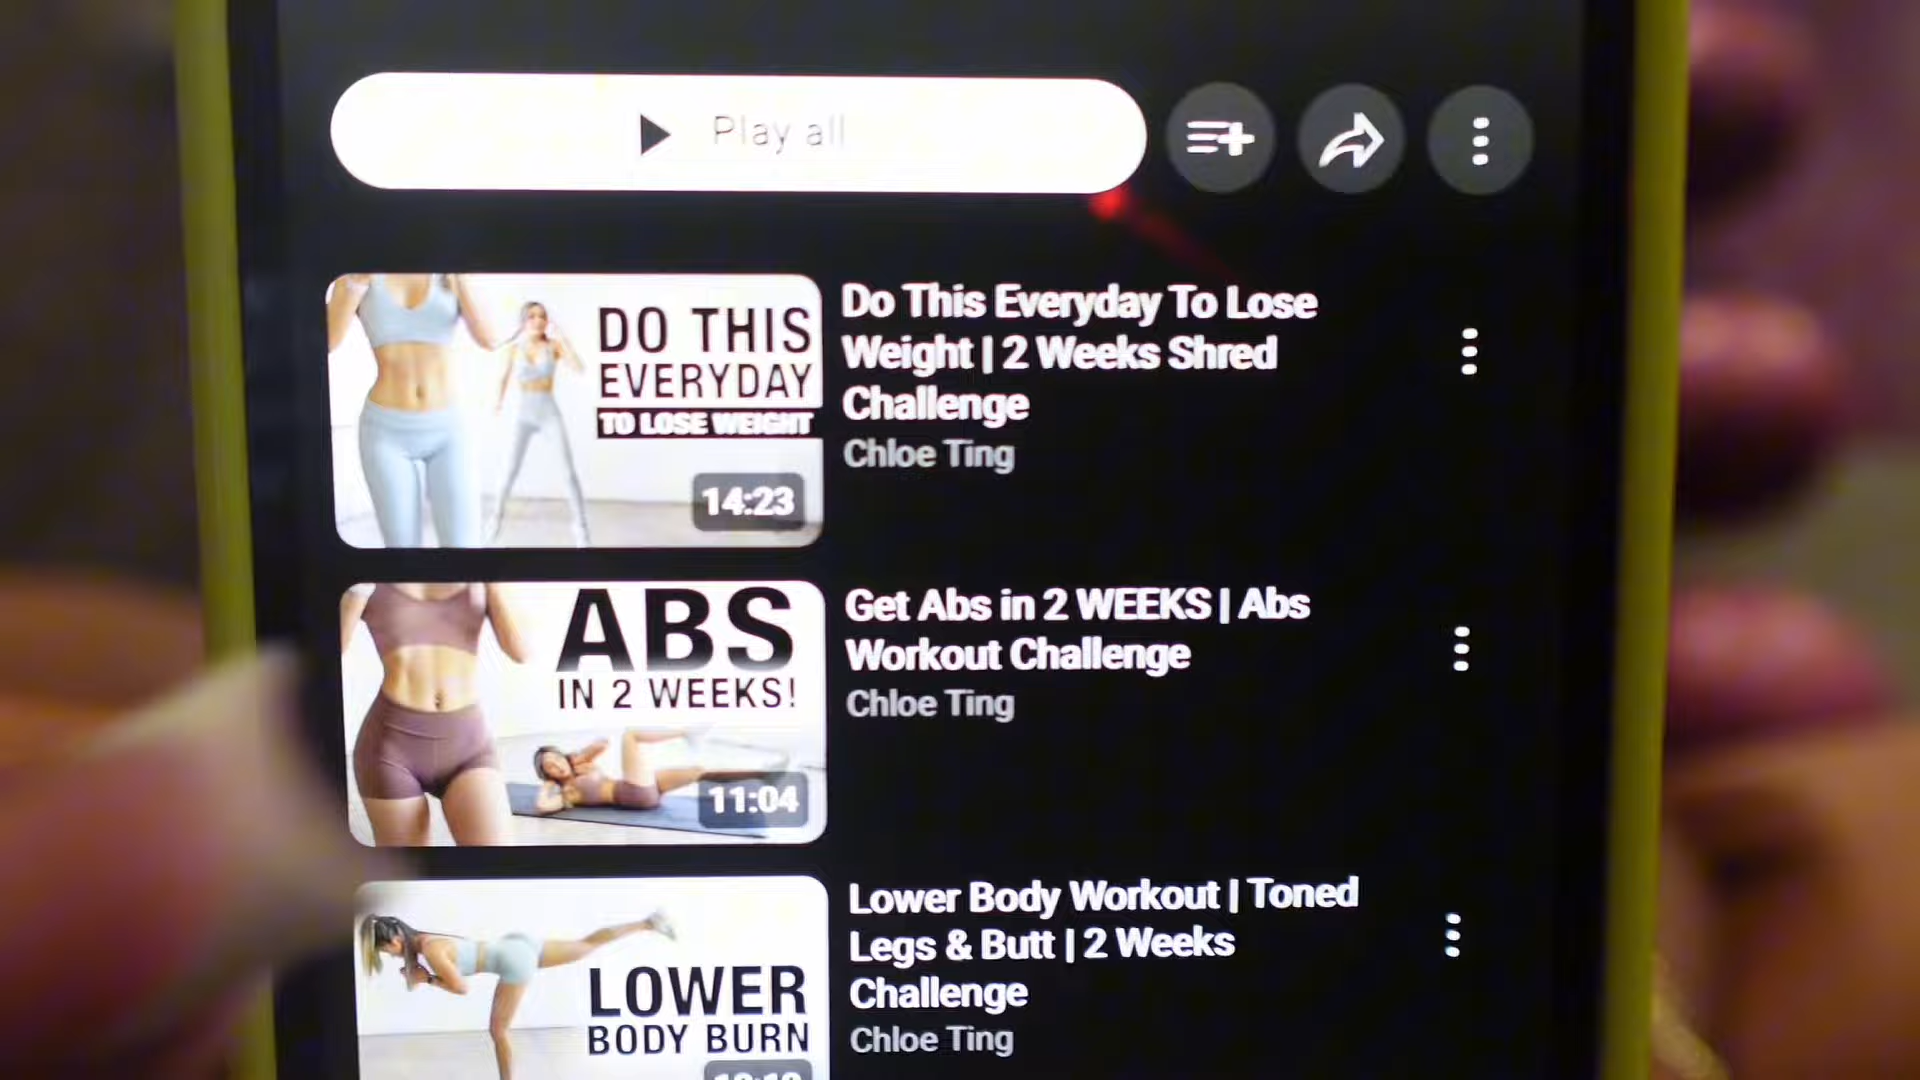 Play all
DO THIS
EVERYDAY
TO LOSE WEIGHT
14:23
Do This Everyday To Lose
Weight | 2 Weeks Shred
Challenge
Chloe Ting
ABS
IN 2 WEEKS!
11:04
Get Abs in 2 WEEKS | Abs
Workout Challenge
Chloe Ting
LOWER
BODY BURN
Lower Body Workout | Toned
Legs & Butt | 2 Weeks
Challenge
Chloe Ting